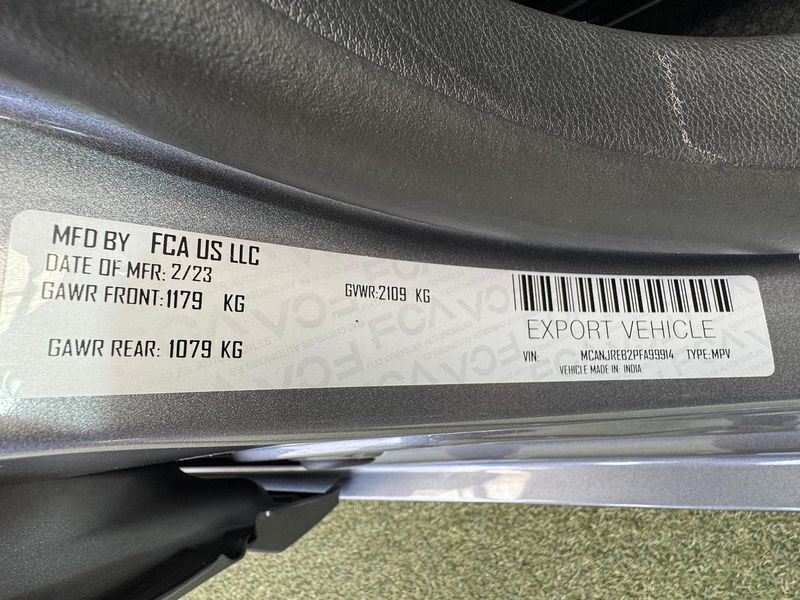 MFD BY FCA US LLC
DATE OF MFR: 2/23
GAWR FRONT:1179 KG
GVWR:2109 KG
GAWR REAR: 1079 KG
EXPORT VEHICLE
VIN: MCANJREB2PFA99914 TYPE:MPV
VEHICLE MADE IN: INDIA